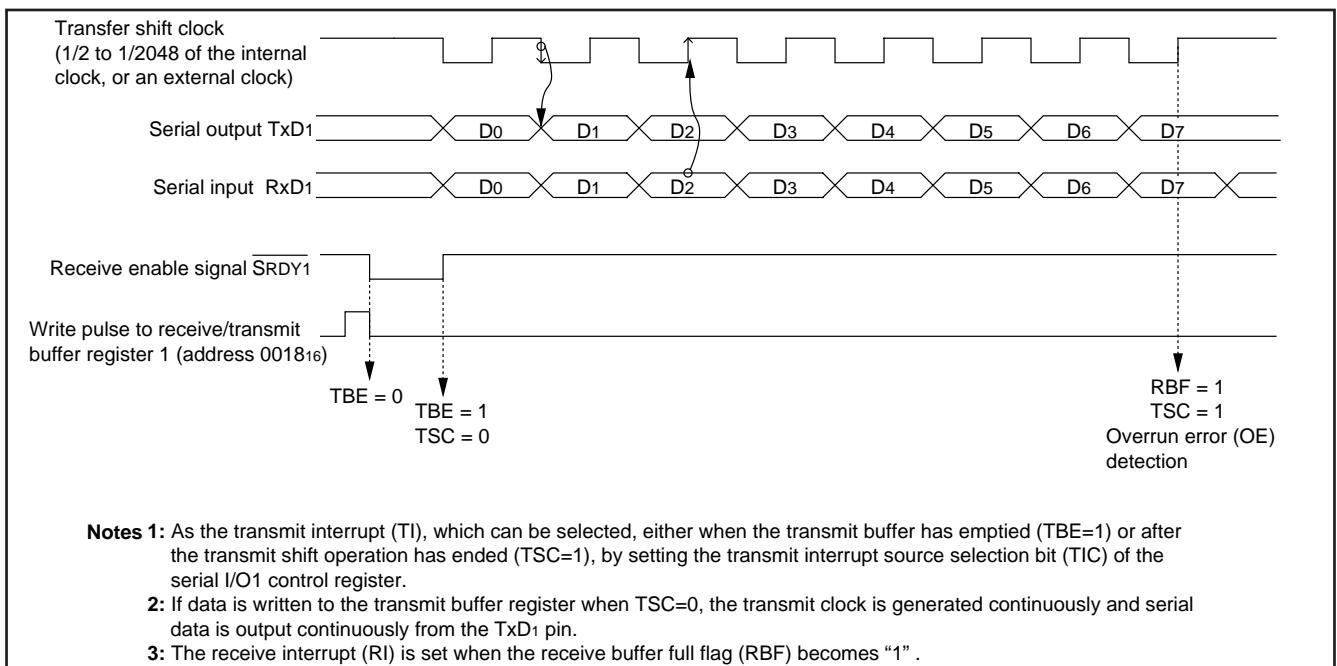 Transfer shift clock
(1/2 to 1/2048 of the internal
clock, or an external clock)
Serial output TxD1
D0 D1 D2 D3 D4 D5 D6 D7
Serial input RxD1
D0 D1 D2 D3 D4 D5 D6 D7
Receive enable signal SRDY1
Write pulse to receive/transmit
buffer register 1 (address 001816)
TBE = 0
TBE = 1
TSC = 0
RBF = 1
TSC = 1
Overrun error (OE)
detection
Notes 1: As the transmit interrupt (TI), which can be selected, either when the transmit buffer has emptied (TBE=1) or after
the transmit shift operation has ended (TSC=1), by setting the transmit interrupt source selection bit (TIC) of the
serial I/O1 control register.
2: If data is written to the transmit buffer register when TSC=0, the transmit clock is generated continuously and serial
data is output continuously from the TxD1 pin.
3: The receive interrupt (RI) is set when the receive buffer full flag (RBF) becomes “1” .